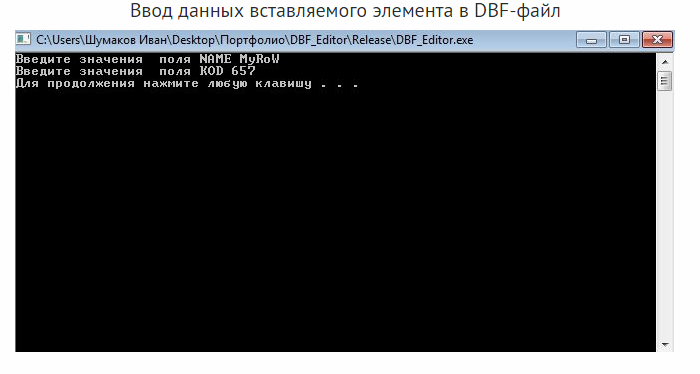 Ввод данных вставляемого элемента в DBF-файл
C:\Users\Шумаков Иван\Desktop\Портфолио\DBF_Editor\Release\DBF_Editor.exe
Введите значения  поля NAME MyRoW
Введите значения  поля KOD 657
Для продолжения нажмите любую клавишу . . .